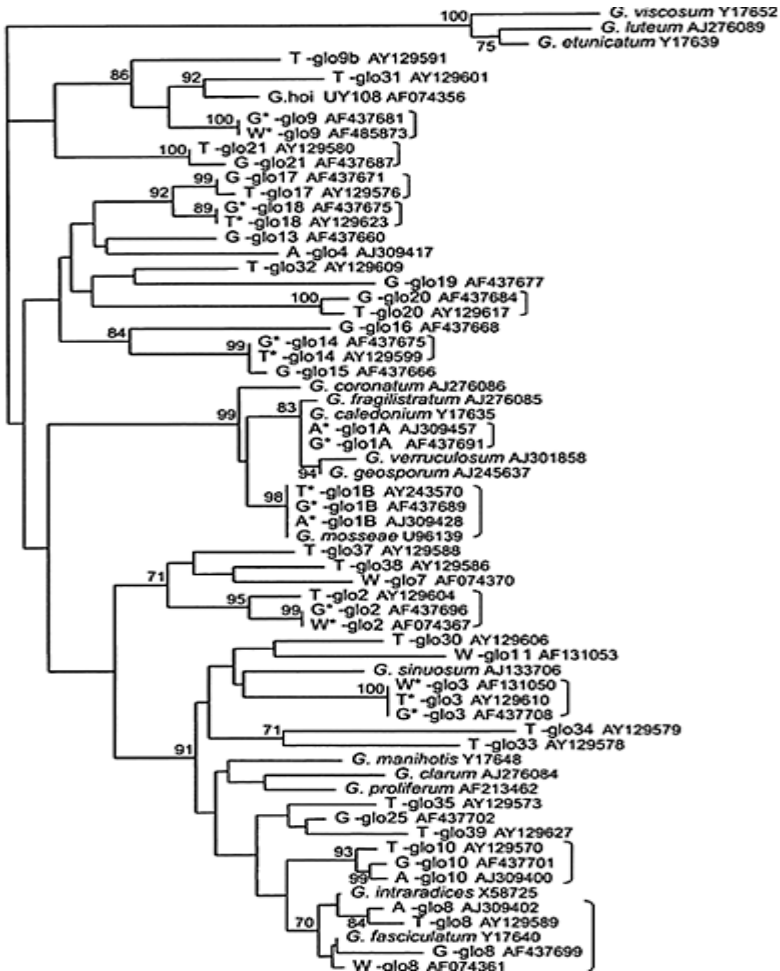 G. viscosum Y17652
100
G. luteum AJ276089
75
G. etunicatum Y17639
T -glo9b AY129591
86
92
T -glo31 AY129601
G.hoi UY108 AF074356
100
G* -glo9 AF437681
W* -glo9 AF485873
100
T -glo21 AY129580
G -glo21 AF437687
99
G -glo17 AF437671
92
T -glo17 AY129576
89
G* -glo18 AF437675
T* -glo18 AY129623
G -glo13 AF437660
A -glo4 AJ309417
T -glo32 AY129609
G -glo19 AF437677
100
G -glo20 AF437684
T -glo20 AY129617
84
G -glo16 AF437668
99
G* -glo14 AF437675
T* -glo14 AY129599
G -glo15 AF437666
G. coronatum AJ276086
G. fragilistratum AJ276085
99
83
G. caledonium Y17635
A* -glo1A AJ309457
G* -glo1A AF437691
G. verruculosum AJ301858
94
G. geosporum AJ245637
98
T* -glo1B AY243570
G* -glo1B AF437689
A* -glo1B AJ309428
G. mosseae U96139
T -glo37 AY129588
71
T -glo38 AY129586
W -glo7 AF074370
95
T -glo2 AY129604
99
G* -glo2 AF437696
W* -glo2 AF074367
T -glo30 AY129606
W -glo11 AF131053
G. sinuosum AJ133706
100
W* -glo3 AF131050
T* -glo3 AY129610
G* -glo3 AF437708
71
T -glo34 AY129579
T -glo33 AY129578
91
G. manihotis Y17648
G. clarum AJ276084
G. proliferum AF213462
T -glo35 AY129573
G -glo25 AF437702
T -glo39 AY129627
93
T -glo10 AY129570
G -glo10 AF437701
99
A -glo10 AJ309400
G. intraradices X58725
A -glo8 AJ309402
70
84
T -glo8 AY129589
G. fasciculatum Y17640
G -glo8 AF437699
W -glo8 AF074361